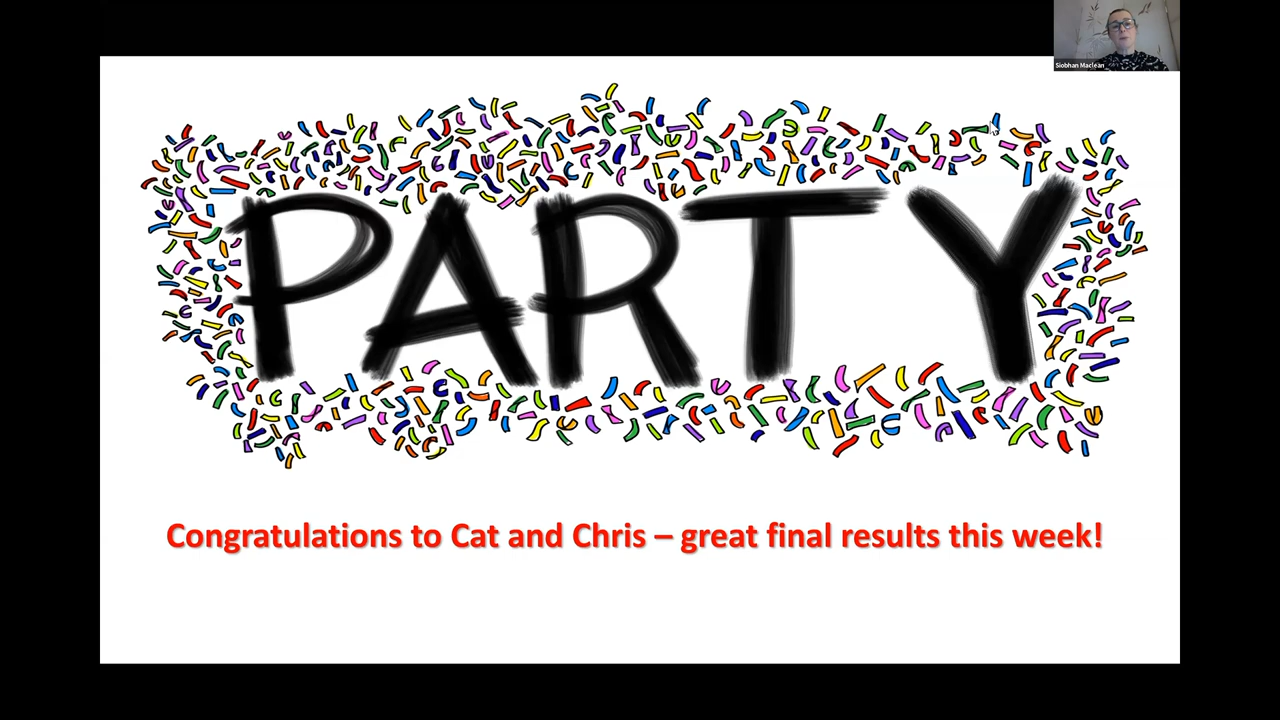 Siobhan Maclean
PARTY
Congratulations to Cat and Chris – great final results this week!